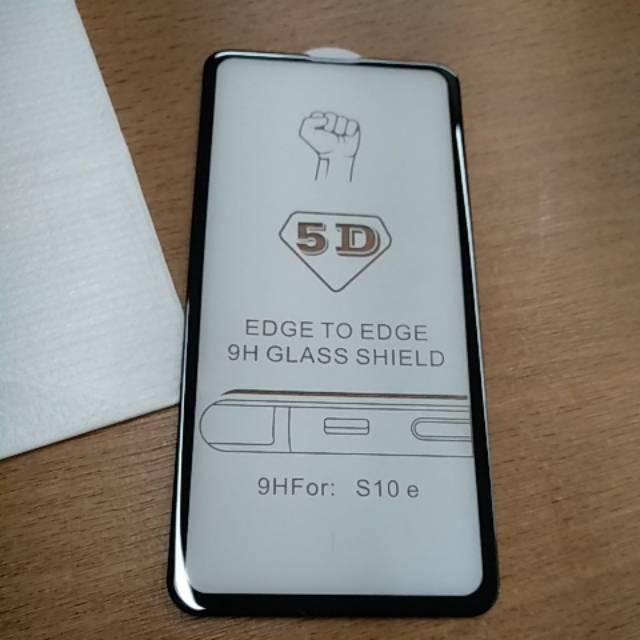 5D
EDGE TO EDGE
9H GLASS SHIELD
9HFor: S10 e